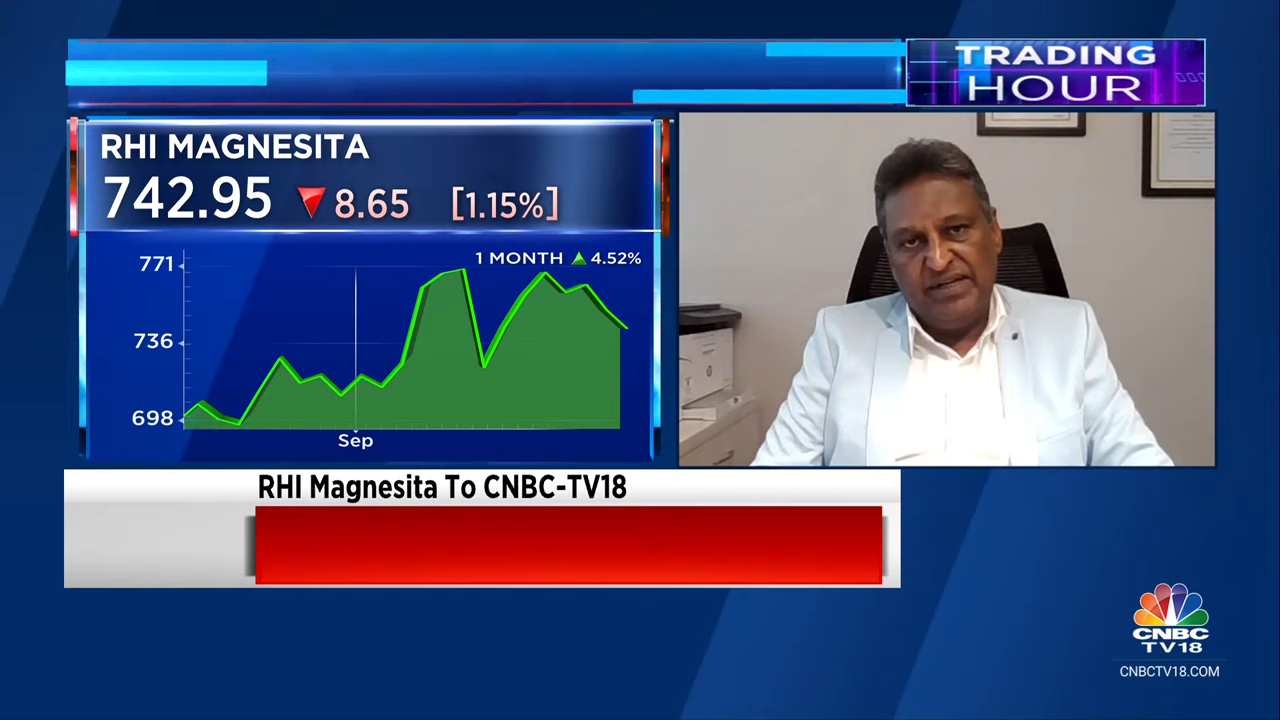 TRADING
HOUR
RHI MAGNESITA
742.95 ▼ 8.65 [1.15%]
1 MONTH ▲ 4.52%
771
736
698
Sep
RHI Magnesita To CNBC-TV18
CNBC
TV18
CNBCTV18.COM